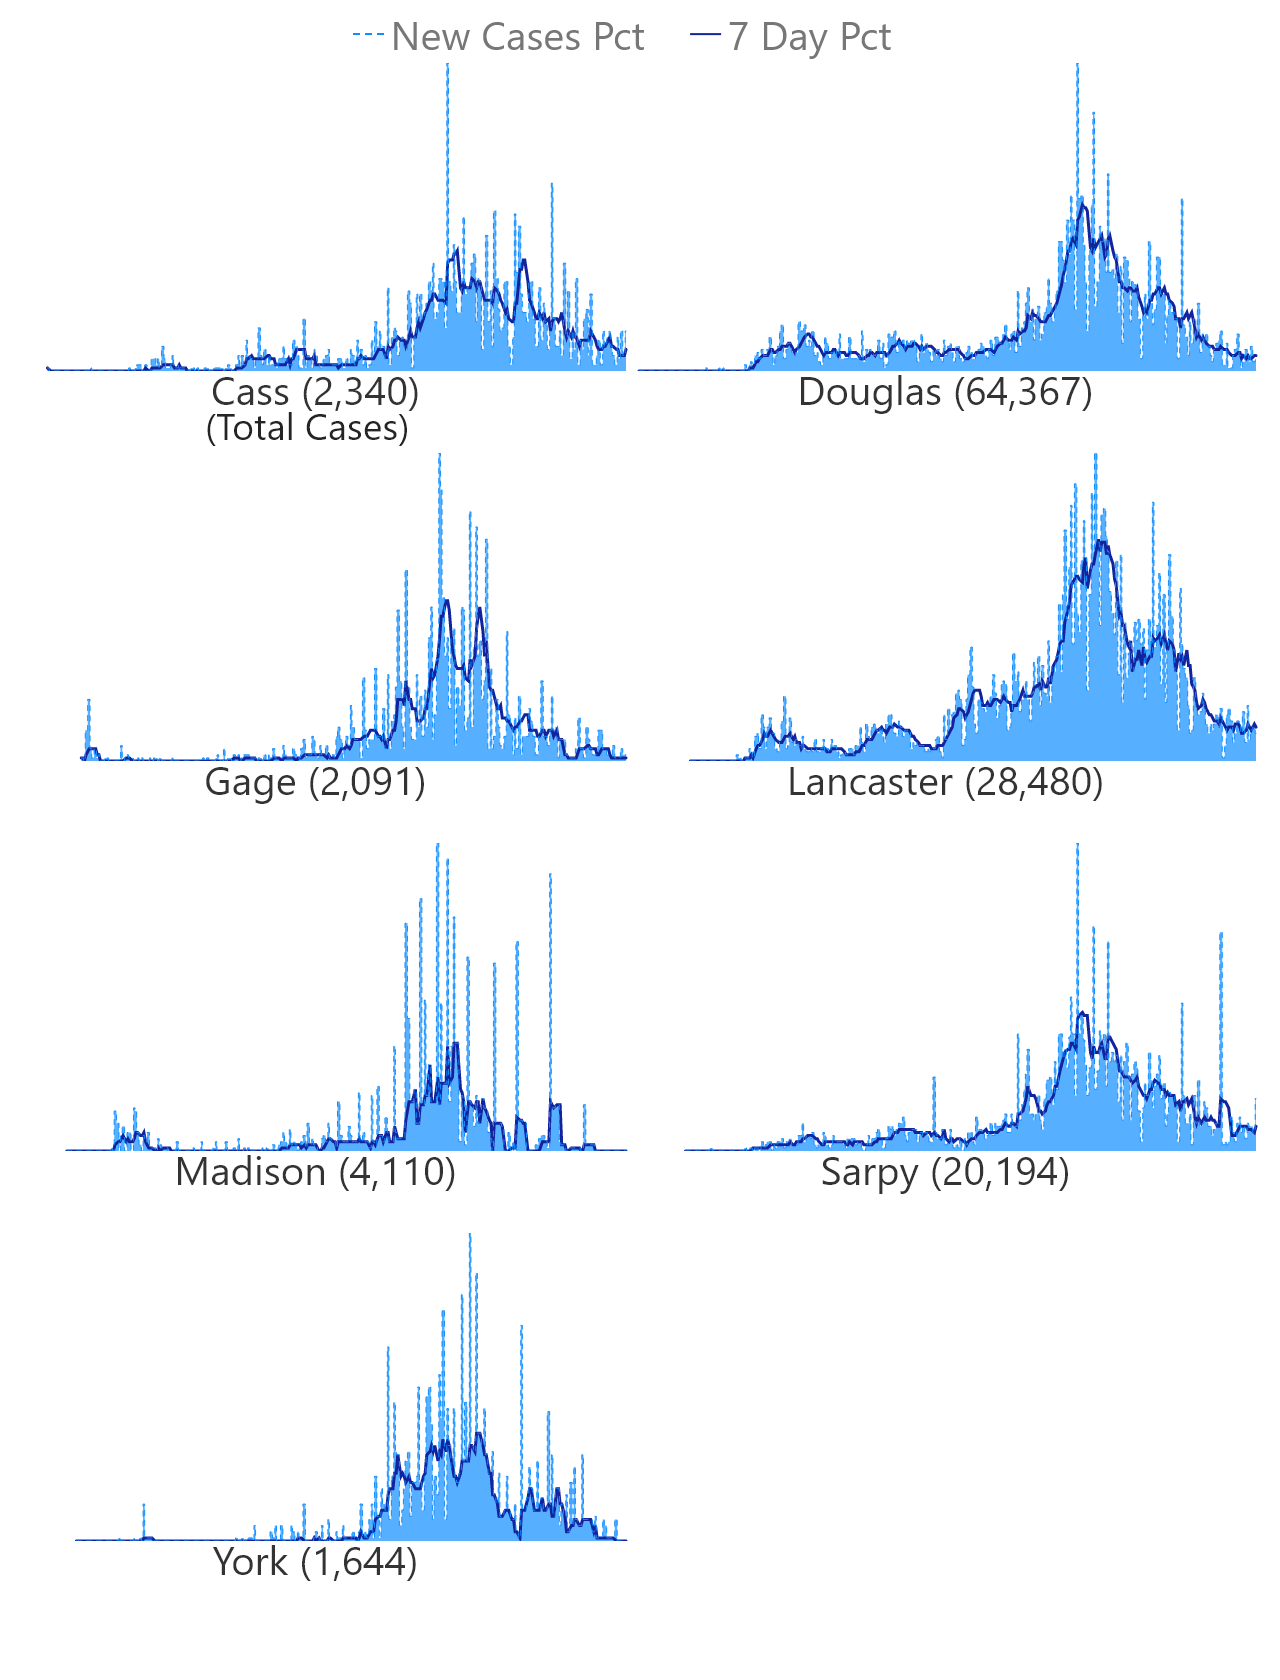 New Cases Pct 7 Day Pct
Cass (2,340)
(Total Cases)
Douglas (64,367)
Gage (2,091)
Lancaster (28,480)
Madison (4,110)
Sarpy (20,194)
York (1,644)